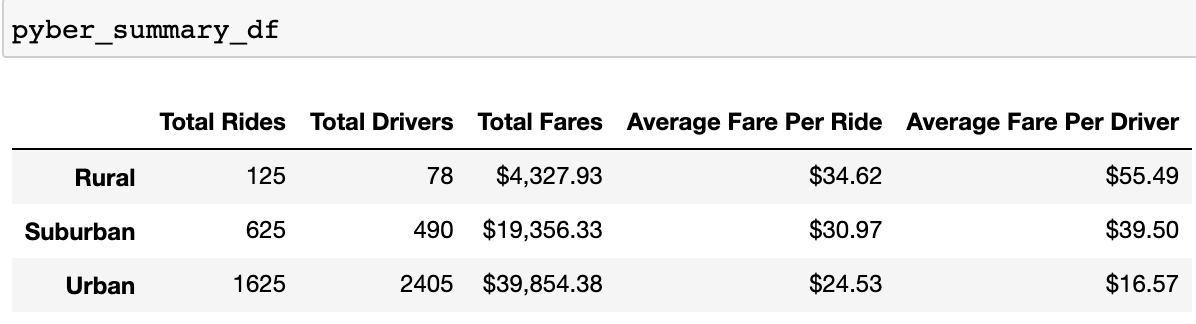 pyber_summary_df
Total Rides Total Drivers Total Fares Average Fare Per Ride Average Fare Per Driver
Rural 125 78 $4,327.93 $34.62 $55.49
Suburban 625 490 $19,356.33 $30.97 $39.50
Urban 1625 2405 $39,854.38 $24.53 $16.57